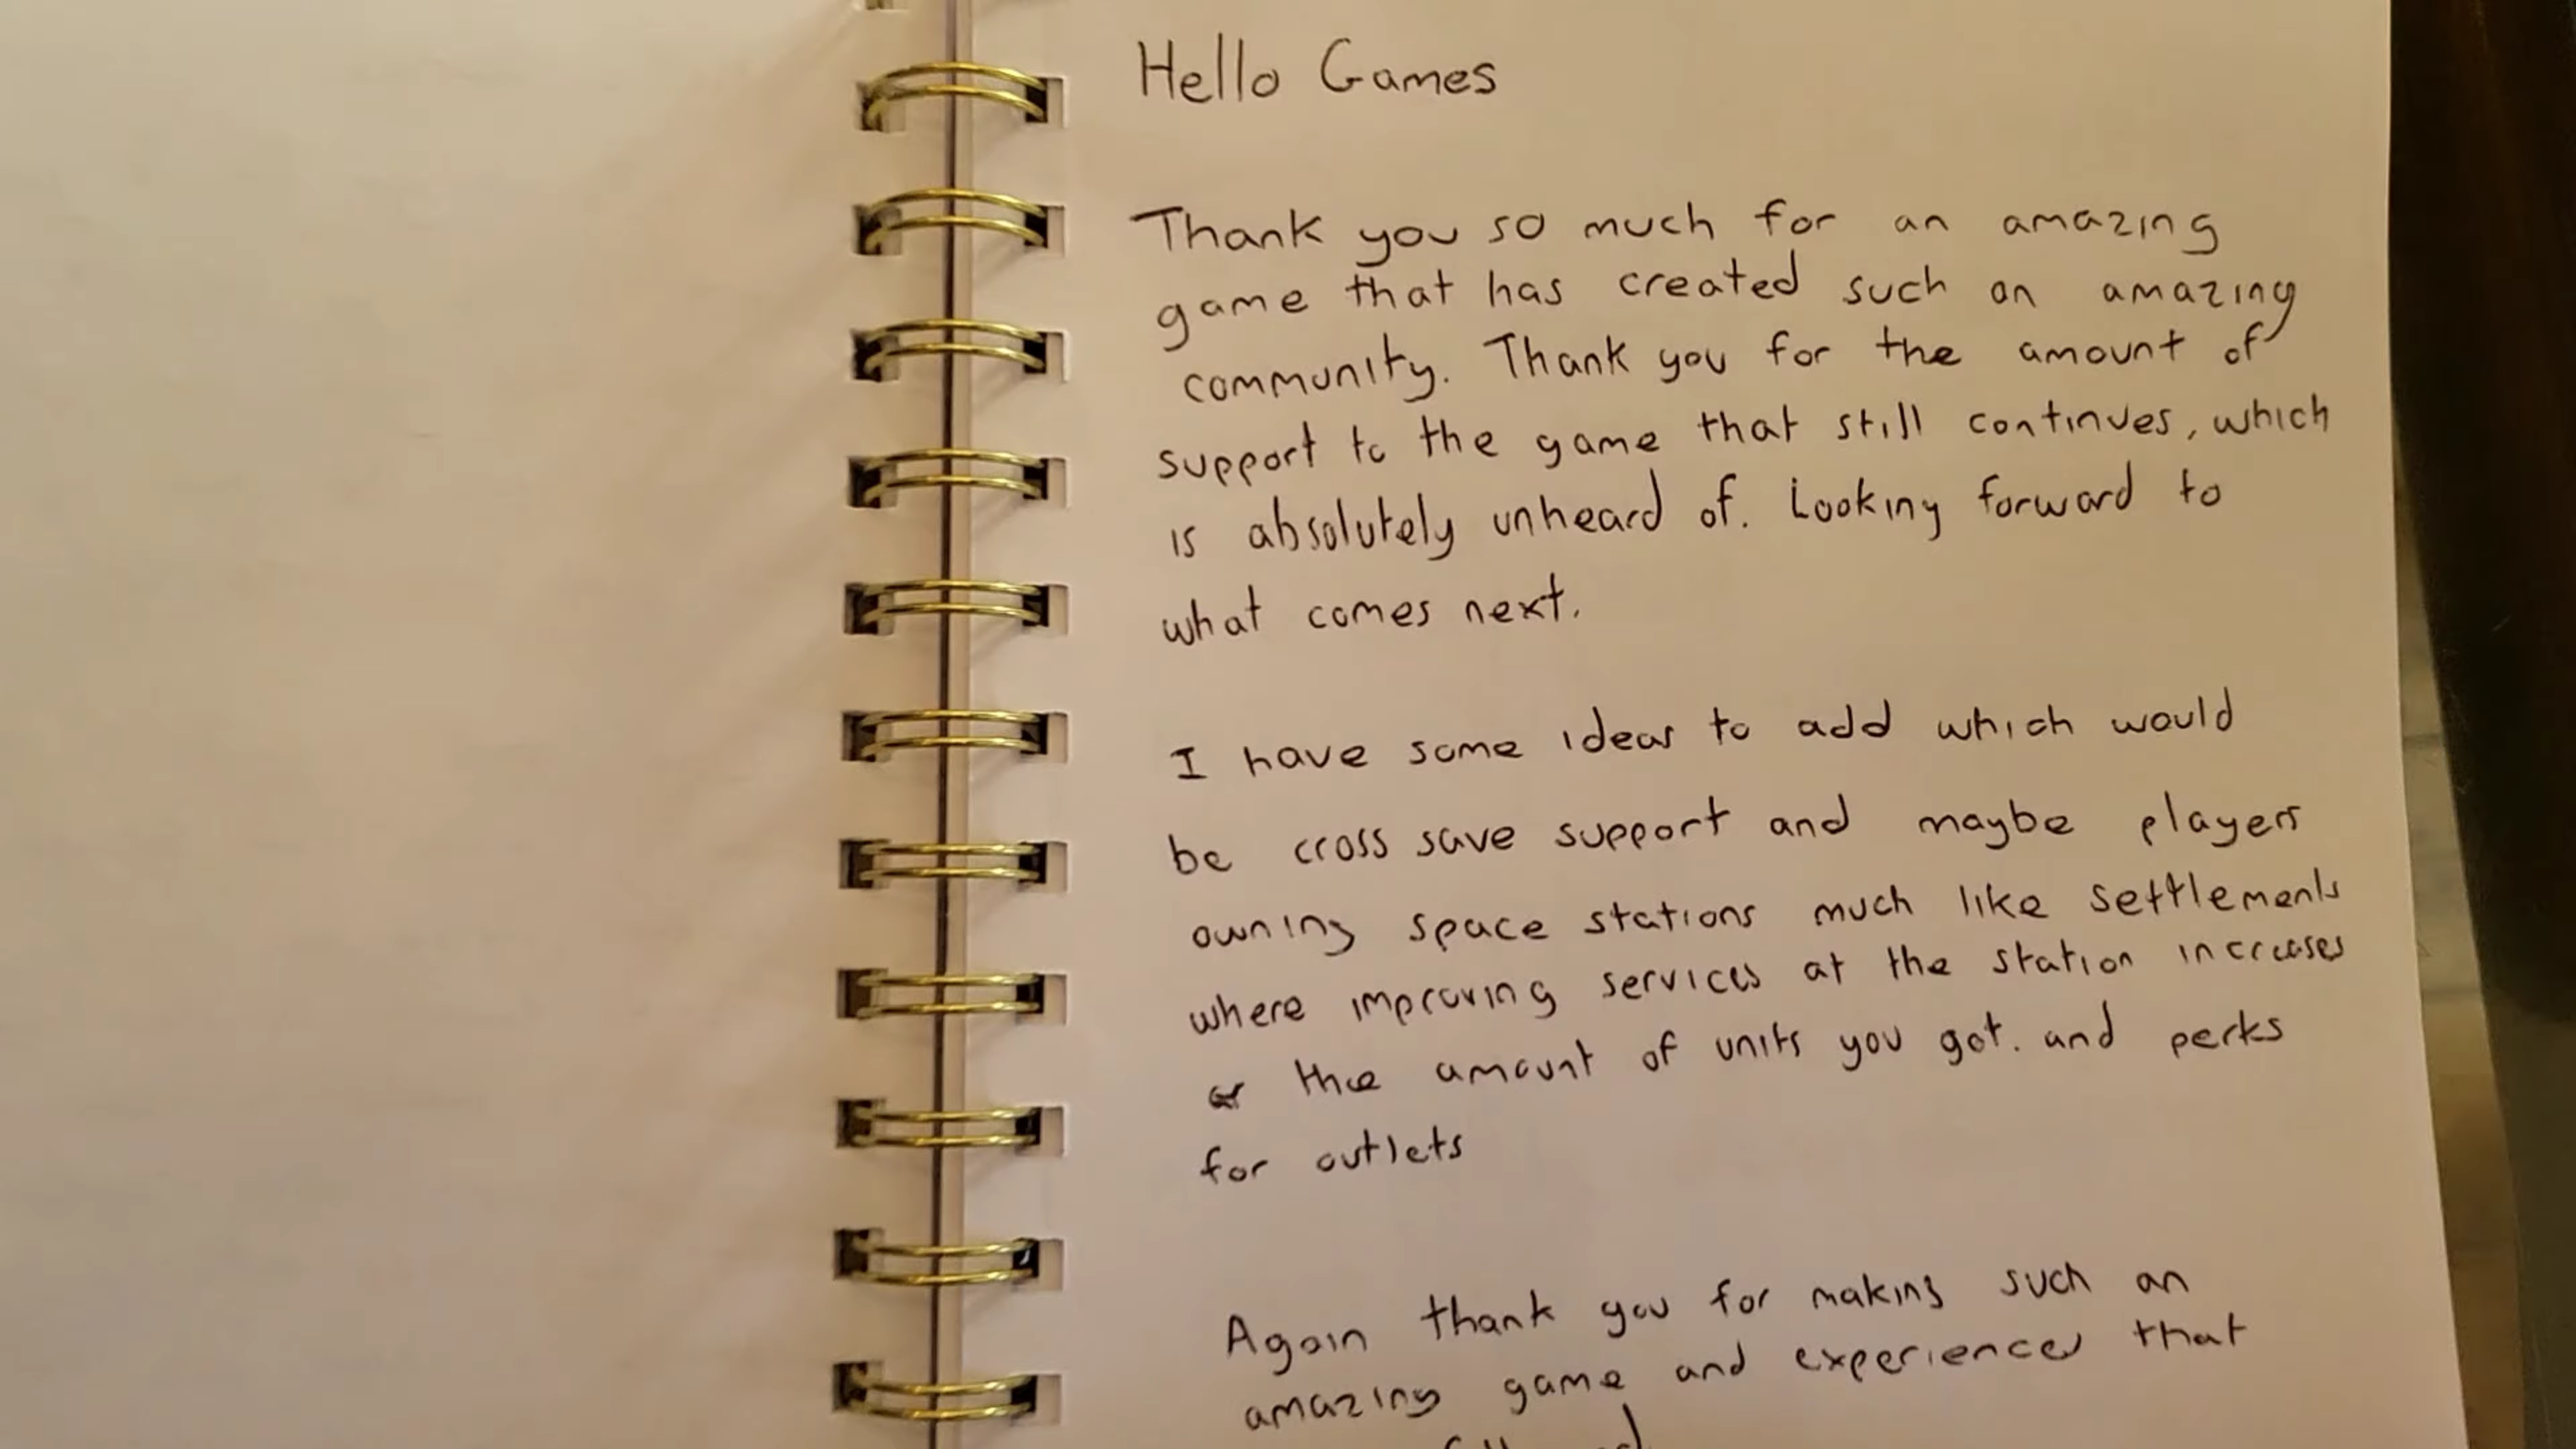 Hello Games
Thank you so much for an amazing
game that has created such an amazing
community. Thank you for the amount of
support to the game that still continues, which
is absolutely unheard of. Looking forward to
what comes next.
I have some ideas to add which would
be cross save support and maybe players
owning space stations much like settlements
where improving services at the station increases
the amount of units you got. and perks
for outlets
Again thank you for making such an
amazing game and experiences that